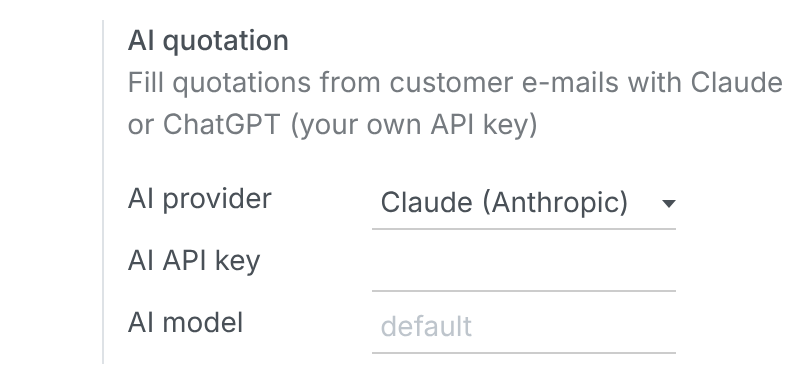 AI quotation
Fill quotations from customer e-mails with Claude
or ChatGPT (your own API key)
AI provider
Claude (Anthropic)
AI API key
AI model
default